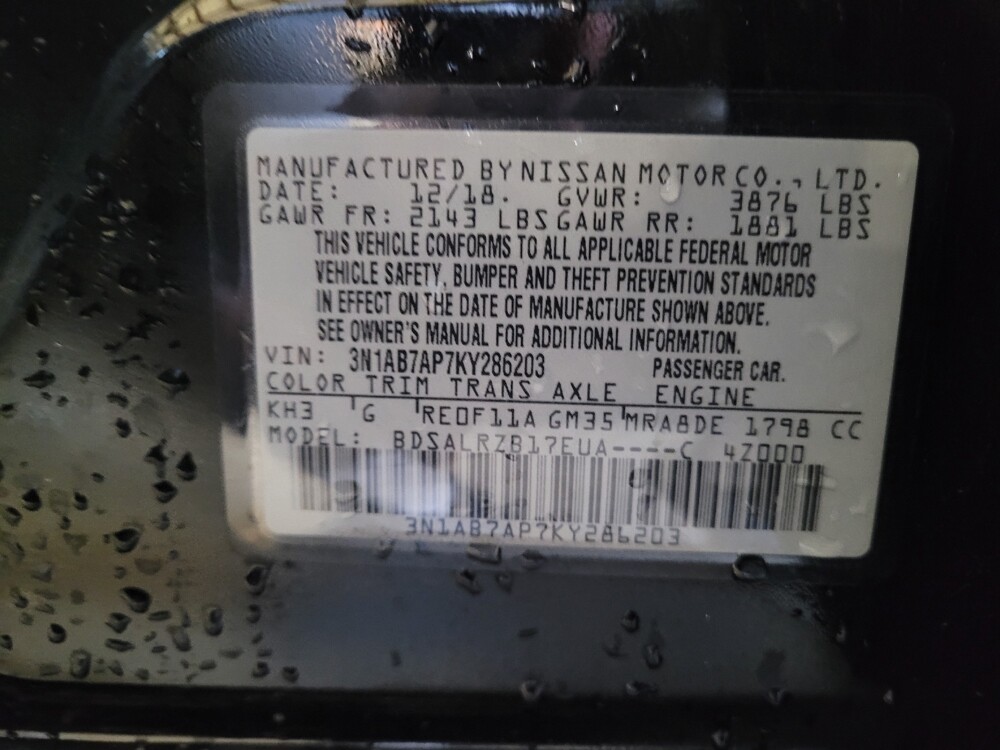 MANUFACTURED BY NISSAN MOTOR CO., LTD.
DATE: 12/18. GVWR: 3876 LBS
GAWR FR: 2143 LBS GAWR RR: 1881 LBS
THIS VEHICLE CONFORMS TO ALL APPLICABLE FEDERAL MOTOR
VEHICLE SAFETY, BUMPER AND THEFT PREVENTION STANDARDS
IN EFFECT ON THE DATE OF MANUFACTURE SHOWN ABOVE.
SEE OWNER'S MANUAL FOR ADDITIONAL INFORMATION.
VIN: 3N1AB7AP7KY286203 PASSENGER CAR.
COLOR TRIM TRANS AXLE ENGINE
KH3 G RE0F11A GM35 MRA8DE 1798 CC
MODEL: BDSALRZB17EUA----C 4Z000
3N1AB7AP7KY286203